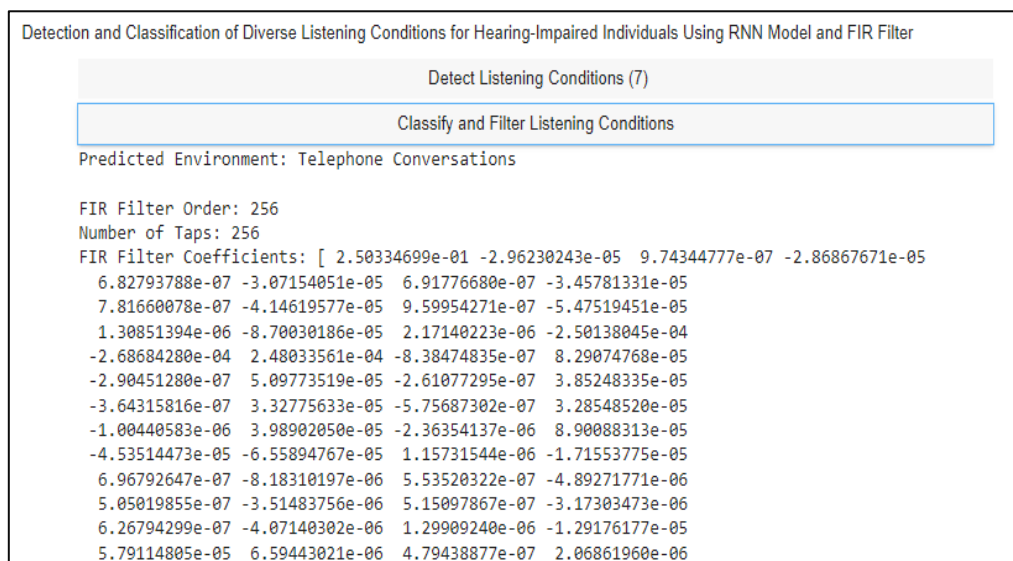 Detection and Classification of Diverse Listening Conditions for Hearing-Impaired Individuals Using RNN Model and FIR Filter
Detect Listening Conditions (7)
Classify and Filter Listening Conditions
Predicted Environment: Telephone Conversations
FIR Filter Order: 256
Number of Taps: 256
FIR Filter Coefficients: [ 2.50334699e-01 -2.96230243e-05  9.74344777e-07 -2.86867671e-05
6.82793788e-07 -3.07154051e-05  6.91776680e-07 -3.45781331e-05
7.81660078e-07 -4.14619577e-05  9.59954271e-07 -5.47519451e-05
1.30851394e-06 -8.70030186e-05  2.17140223e-06 -2.50138045e-04
-2.68684280e-04  2.48033561e-04 -8.38474835e-07  8.29074768e-05
-2.90451280e-07  5.09773519e-05 -2.61077295e-07  3.85248335e-05
-3.64315816e-07  3.32775633e-05 -5.75687302e-07  3.28548520e-05
-1.00440583e-06  3.98902050e-05 -2.36354137e-06  8.90088313e-05
-4.53514473e-05 -6.55894767e-05  1.15731544e-06 -1.71553775e-05
6.96792647e-07 -8.18310197e-06  5.53520322e-07 -4.89271771e-06
5.05019855e-07 -3.51483756e-06  5.15097867e-07 -3.17303473e-06
6.26794299e-07 -4.07140302e-06  1.29909240e-06 -1.29176177e-05
5.79114805e-05  6.59443021e-06  4.79438877e-07  2.06861960e-06